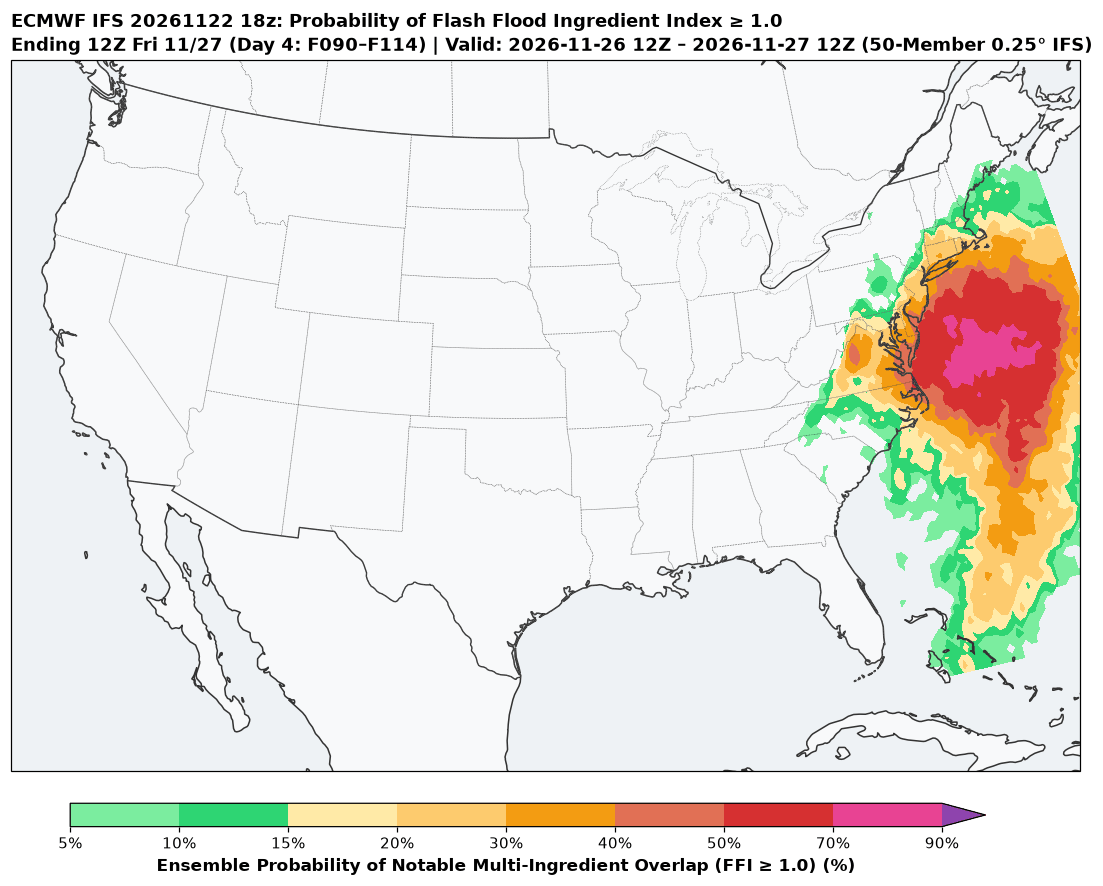 ECMWF IFS 20261122 18z: Probability of Flash Flood Ingredient Index ≥ 1.0
Ending 12Z Fri 11/27 (Day 4: F090–F114) | Valid: 2026-11-26 12Z – 2026-11-27 12Z (50-Member 0.25° IFS)
5% 10% 15% 20% 30% 40% 50% 70% 90%
Ensemble Probability of Notable Multi-Ingredient Overlap (FFI ≥ 1.0) (%)